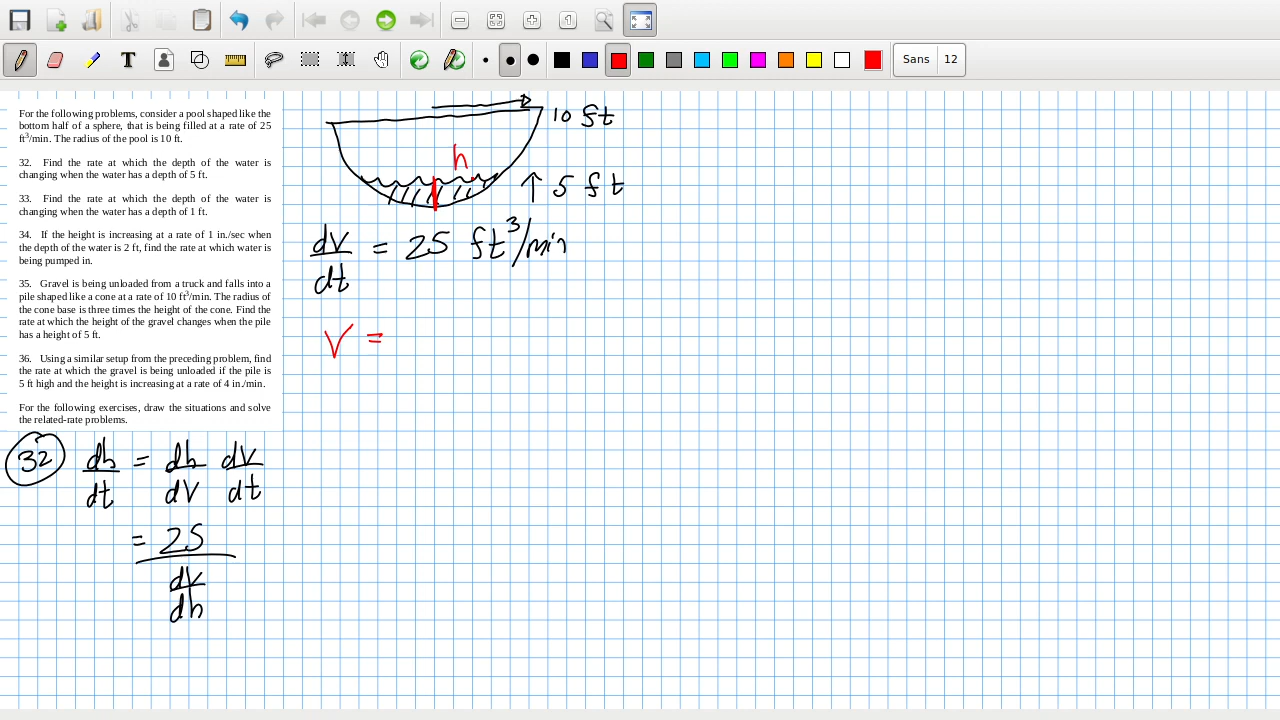 Sans 12
For the following problems, consider a pool shaped like the
bottom half of a sphere, that is being filled at a rate of 25
ft³/min. The radius of the pool is 10 ft.
32. Find the rate at which the depth of the water is
changing when the water has a depth of 5 ft.
33. Find the rate at which the depth of the water is
changing when the water has a depth of 1 ft.
34. If the height is increasing at a rate of 1 in./sec when
the depth of the water is 2 ft, find the rate at which water is
being pumped in.
35. Gravel is being unloaded from a truck and falls into a
pile shaped like a cone at a rate of 10 ft³/min. The radius of
the cone base is three times the height of the cone. Find the
rate at which the height of the gravel changes when the pile
has a height of 5 ft.
36. Using a similar setup from the preceding problem, find
the rate at which the gravel is being unloaded if the pile is
5 ft high and the height is increasing at a rate of 4 in./min.
For the following exercises, draw the situations and solve
the related-rate problems.
10 ft
h
5 ft
dV/dt = 25 ft³/min
V =
32 dh/dt = dh/dV dV/dt
= 25
dV
dh